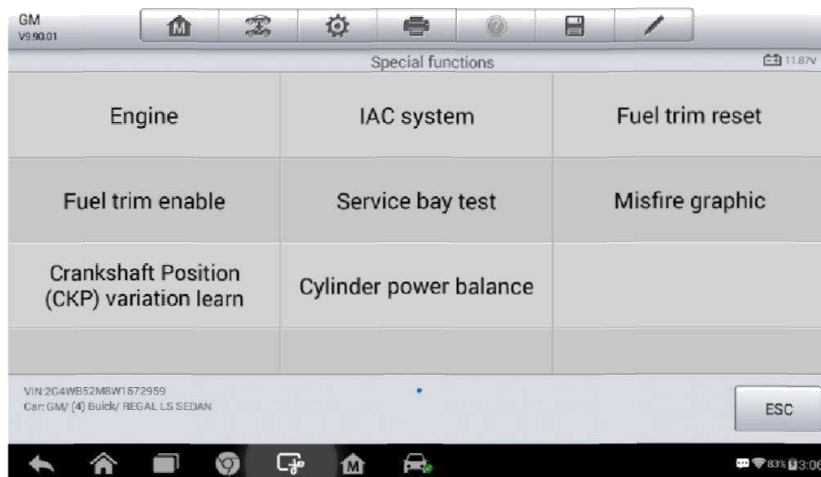 GM
V9.90.01
Special functions
11.87V
Engine
IAC system
Fuel trim reset
Fuel trim enable
Service bay test
Misfire graphic
Crankshaft Position
(CKP) variation learn
Cylinder power balance
VIN:2G4WB52M8W1572959
Car: GM/ (4) Buick/ REGAL LS SEDAN
ESC
83% 3:06